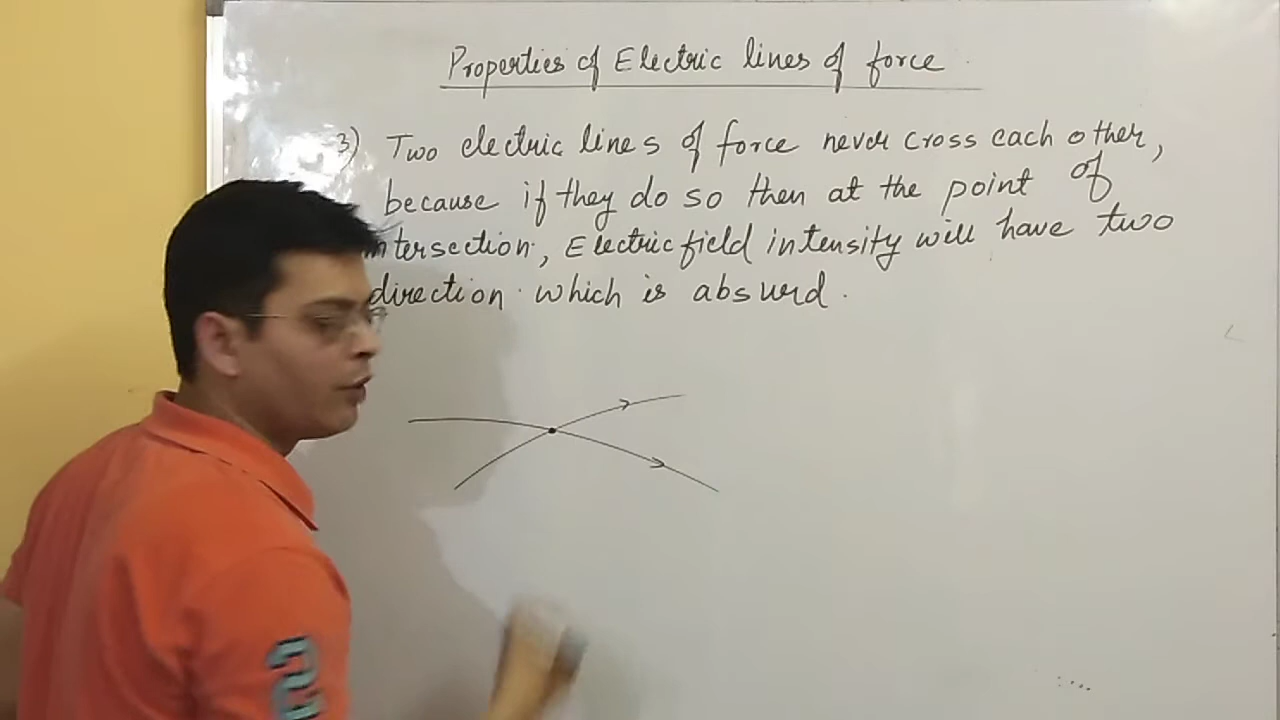 Properties of Electric lines of force
3) Two electric lines of force never cross each other,
because if they do so then at the point of
intersection, Electric field intensity will have two
direction which is absurd.
2